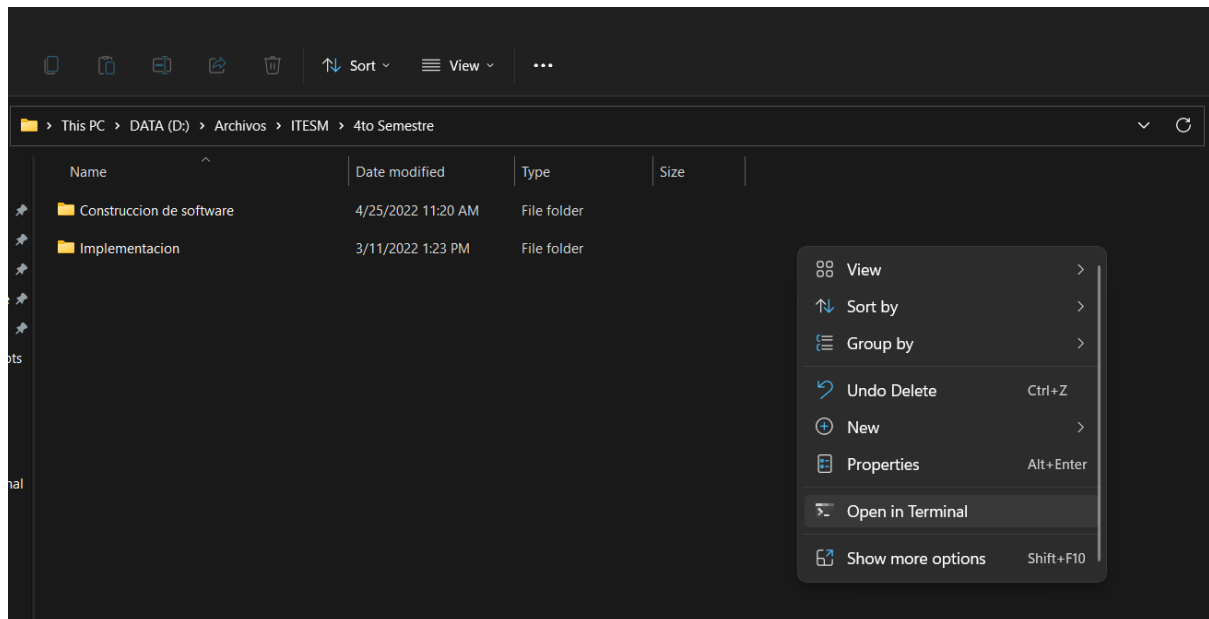 Sort View ...
This PC > DATA (D:) > Archivos > ITESM > 4to Semestre
Name Date modified Type Size
Construccion de software 4/25/2022 11:20 AM File folder
Implementacion 3/11/2022 1:23 PM File folder
View
Sort by
Group by
Undo Delete Ctrl+Z
New
Properties Alt+Enter
Open in Terminal
Show more options Shift+F10